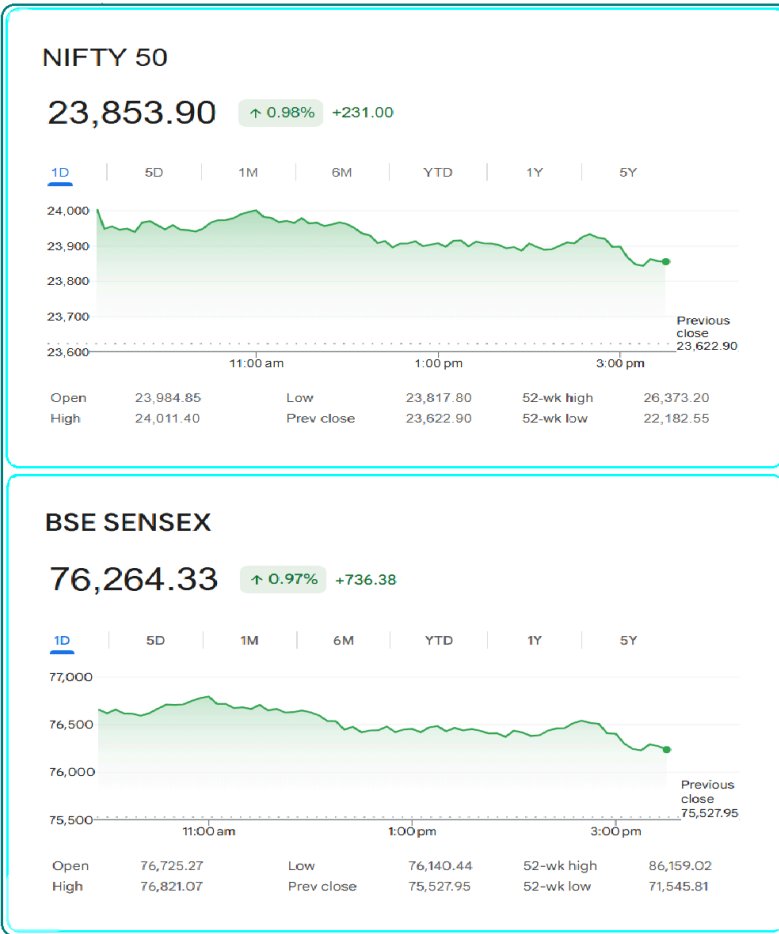 NIFTY 50
23,853.90 ↑ 0.98% +231.00
1D 5D 1M 6M YTD 1Y 5Y
24,000
23,900
23,800
23,700
Previous
close
23,622.90
23,600
11:00 am 1:00 pm 3:00 pm
Open 23,984.85 Low 23,817.80 52-wk high 26,373.20
High 24,011.40 Prev close 23,622.90 52-wk low 22,182.55
BSE SENSEX
76,264.33 ↑ 0.97% +736.38
1D 5D 1M 6M YTD 1Y 5Y
77,000
76,500
76,000
Previous
close
75,527.95
75,500
11:00 am 1:00 pm 3:00 pm
Open 76,725.27 Low 76,140.44 52-wk high 86,159.02
High 76,821.07 Prev close 75,527.95 52-wk low 71,545.81